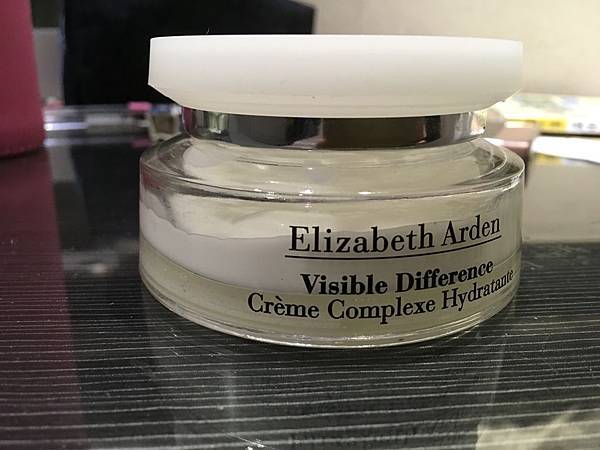 Elizabeth Arden
Visible Difference
Crème Complexe Hydratante